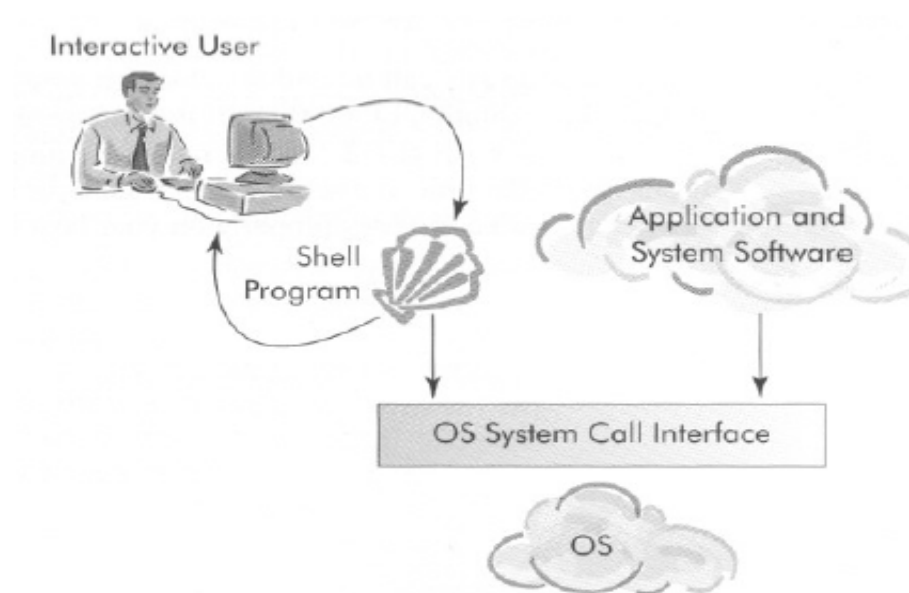 Interactive User
Shell
Program
Application and
System Software
OS System Call Interface
OS